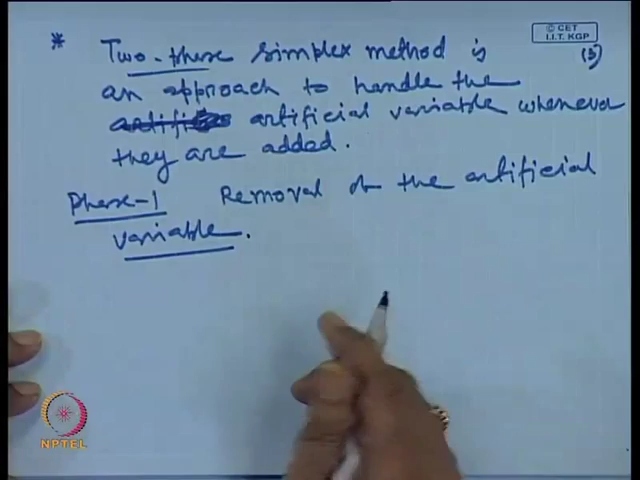 © CET
I.I.T. KGP
(3)
* Two-phase simplex method is
an approach to handle the
artificial variable whenever
they are added.
Phase-1 Removal of the artificial
variable.
NPTEL